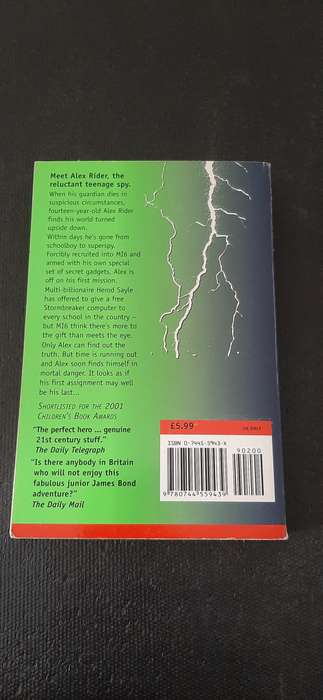 Meet Alex Rider, the
reluctant teenage spy.
When his guardian dies in
suspicious circumstances,
fourteen-year-old Alex Rider
finds his world turned
upside down.
Within days he's gone from
schoolboy to superspy.
Forcibly recruited into MI6 and
armed with his own special
set of secret gadgets, Alex is
off on his first mission.
Multi-billionaire Herod Sayle
has offered to give a free
Stormbreaker computer to
every school in the country –
but MI6 think there's more to
the gift than meets the eye.
Only Alex can find out the
truth. But time is running out
and Alex soon finds himself in
mortal danger. It looks as if
his first assignment may well
be his last...
SHORTLISTED FOR THE 2001
CHILDREN'S BOOK AWARDS
"The perfect hero ... genuine
21st century stuff."
The Daily Telegraph
"Is there anybody in Britain
who will not enjoy this
fabulous junior James Bond
adventure?"
The Daily Mail
£5.99
UK ONLY
ISBN 0-7445-5943-X
90200
9 780744 559439